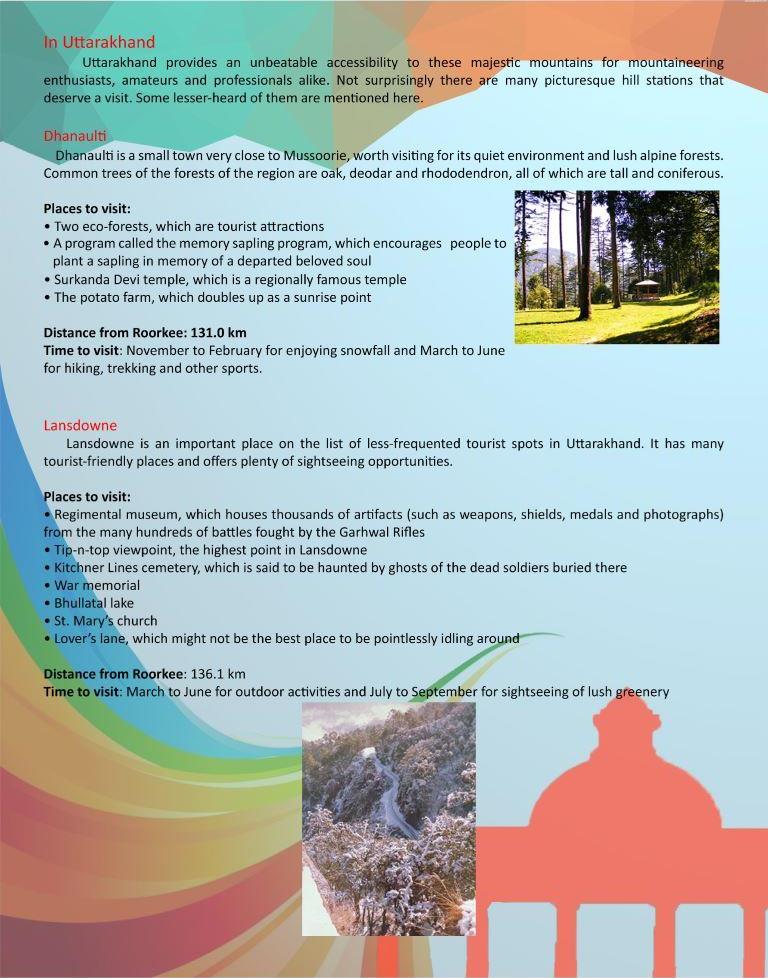 In Uttarakhand
Uttarakhand provides an unbeatable accessibility to these majestic mountains for mountaineering
enthusiasts, amateurs and professionals alike. Not surprisingly there are many picturesque hill stations that
deserve a visit. Some lesser-heard of them are mentioned here.
Dhanaulti
Dhanaulti is a small town very close to Mussoorie, worth visiting for its quiet environment and lush alpine forests.
Common trees of the forests of the region are oak, deodar and rhododendron, all of which are tall and coniferous.
Places to visit:
• Two eco-forests, which are tourist attractions
• A program called the memory sapling program, which encourages people to
plant a sapling in memory of a departed beloved soul
• Surkanda Devi temple, which is a regionally famous temple
• The potato farm, which doubles up as a sunrise point
Distance from Roorkee: 131.0 km
Time to visit: November to February for enjoying snowfall and March to June
for hiking, trekking and other sports.
Lansdowne
Lansdowne is an important place on the list of less-frequented tourist spots in Uttarakhand. It has many
tourist-friendly places and offers plenty of sightseeing opportunities.
Places to visit:
• Regimental museum, which houses thousands of artifacts (such as weapons, shields, medals and photographs)
from the many hundreds of battles fought by the Garhwal Rifles
• Tip-n-top viewpoint, the highest point in Lansdowne
• Kitchner Lines cemetery, which is said to be haunted by ghosts of the dead soldiers buried there
• War memorial
• Bhullatal lake
• St. Mary's church
• Lover's lane, which might not be the best place to be pointlessly idling around
Distance from Roorkee: 136.1 km
Time to visit: March to June for outdoor activities and July to September for sightseeing of lush greenery